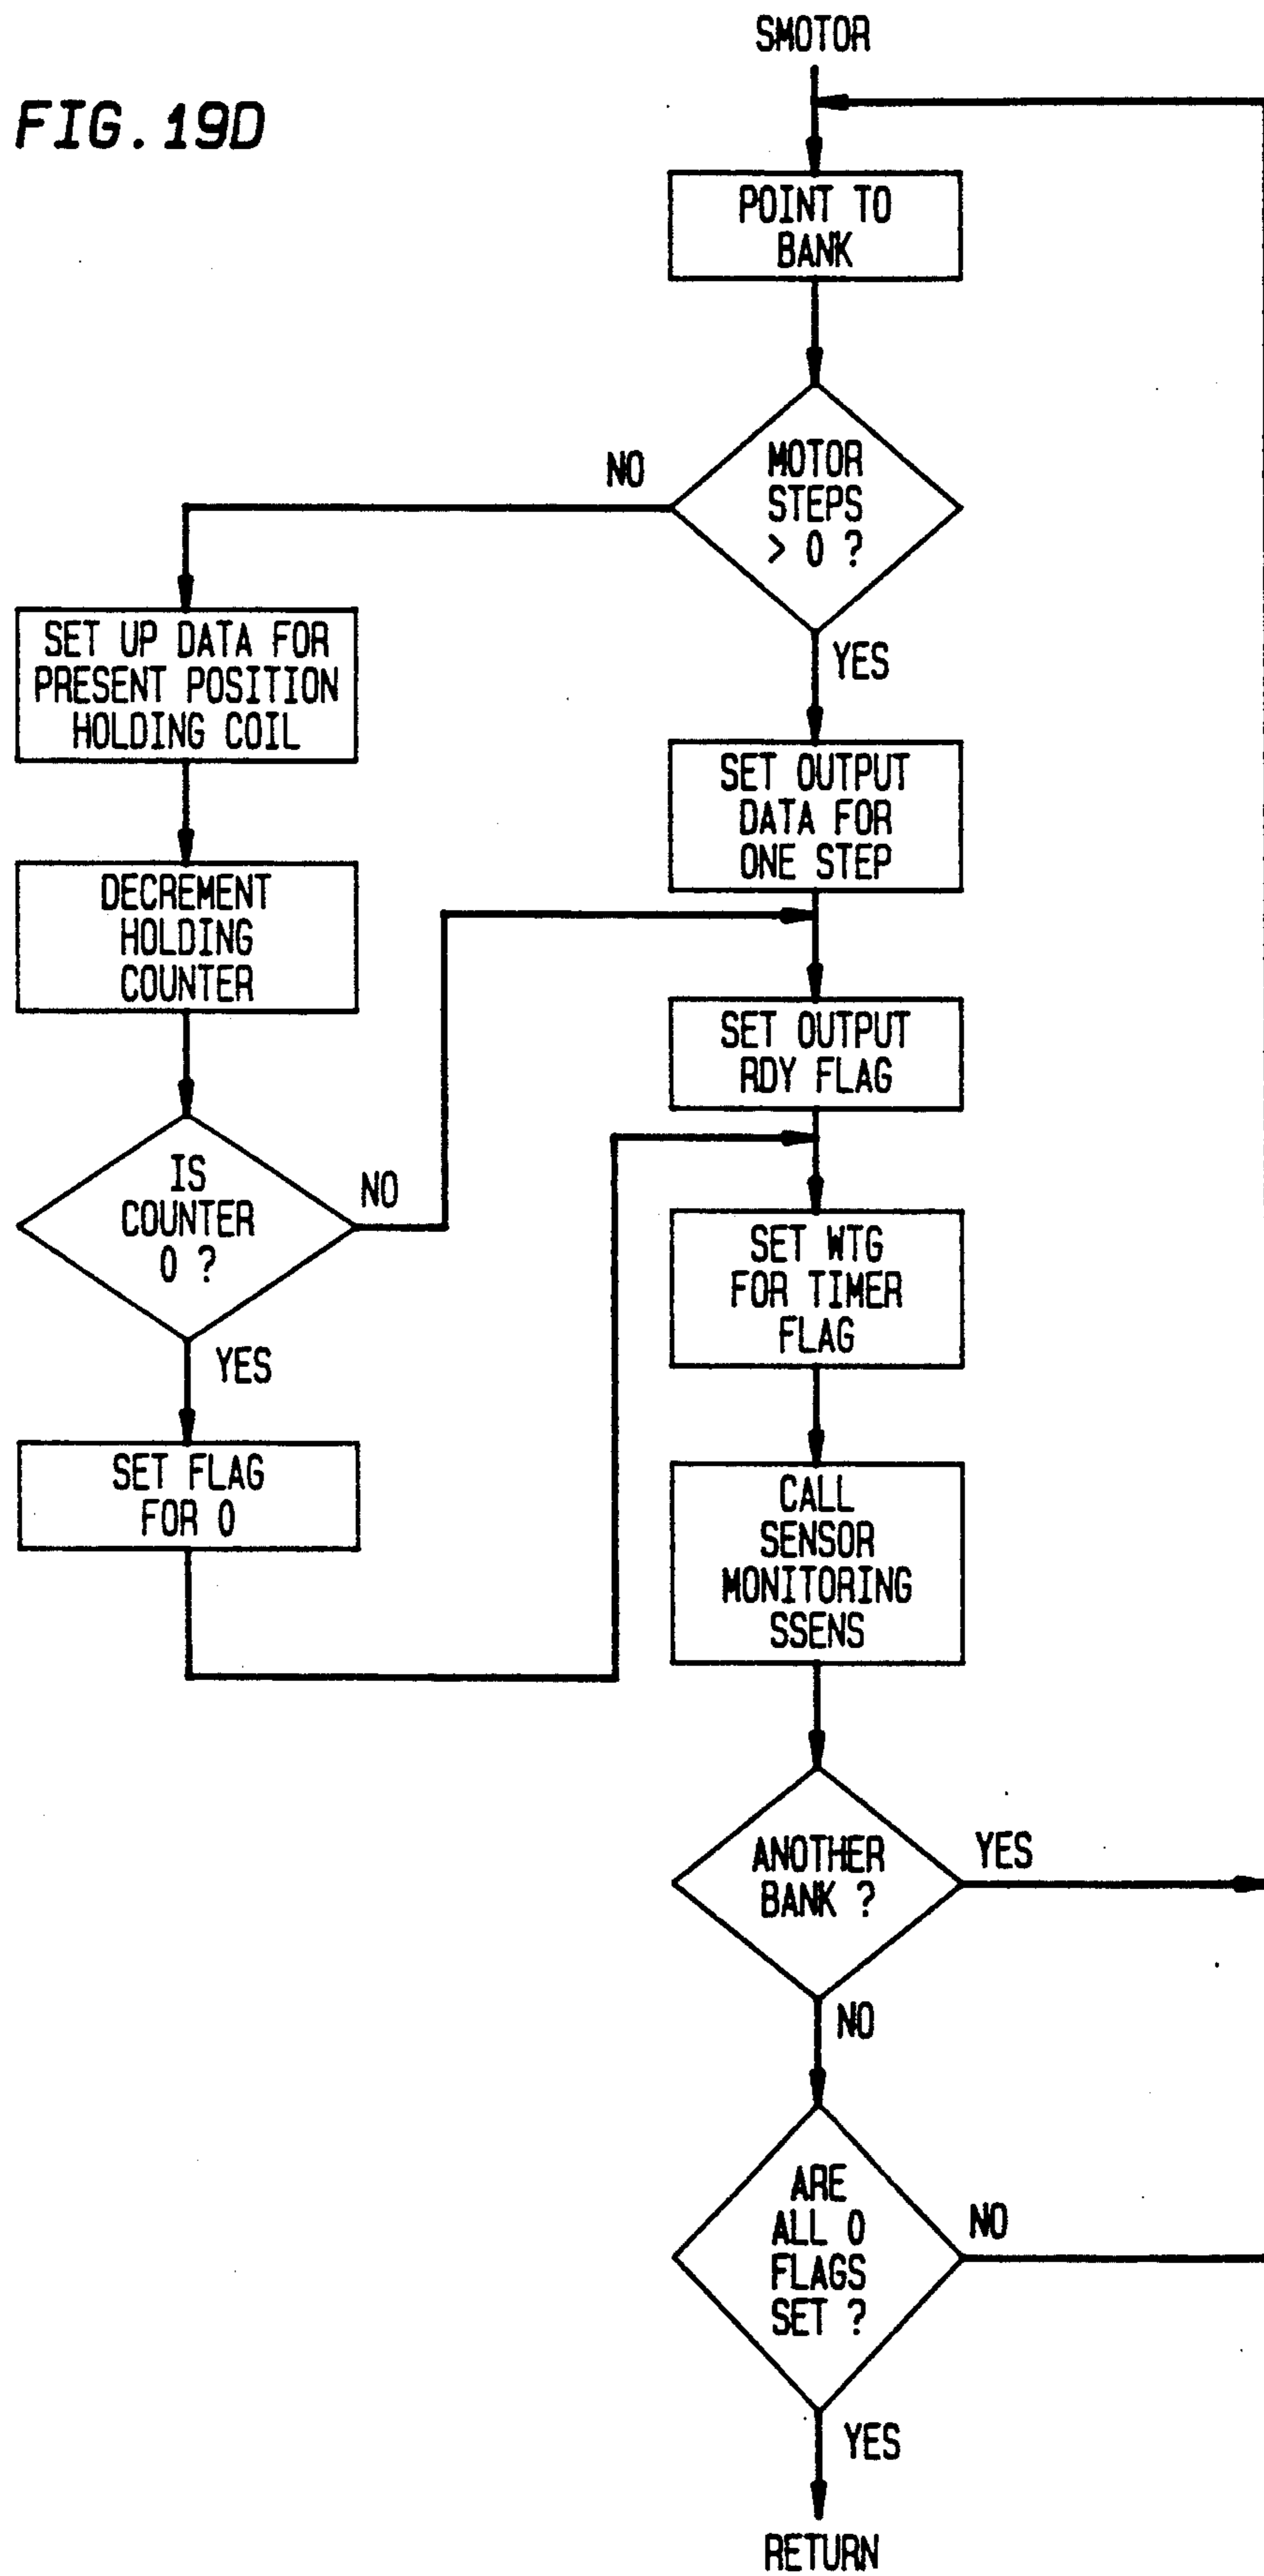 SMOTOR
FIG. 19D
POINT TO
BANK
MOTOR
STEPS
> 0 ?
NO
YES
SET UP DATA FOR
PRESENT POSITION
HOLDING COIL
SET OUTPUT
DATA FOR
ONE STEP
DECREMENT
HOLDING
COUNTER
SET OUTPUT
RDY FLAG
IS
COUNTER
0 ?
NO
YES
SET WTG
FOR TIMER
FLAG
SET FLAG
FOR 0
CALL
SENSOR
MONITORING
SSENS
ANOTHER
BANK ?
YES
NO
ARE
ALL 0
FLAGS
SET ?
NO
YES
RETURN